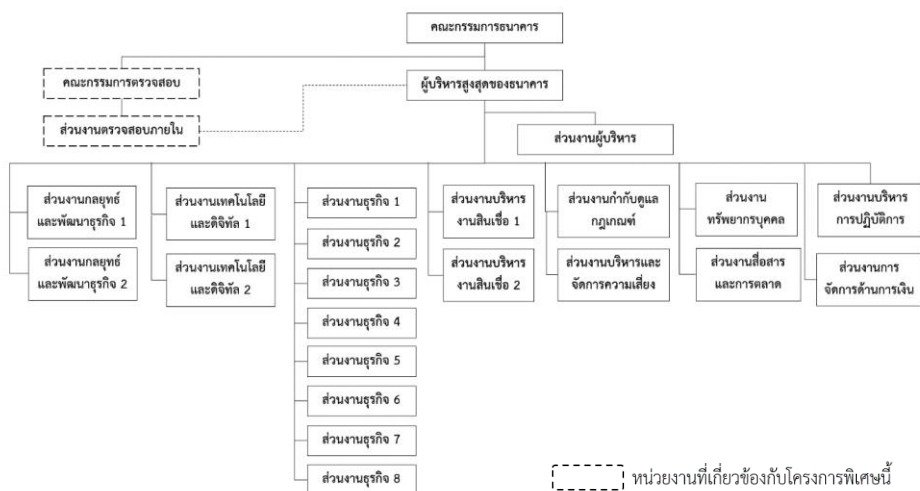 คณะกรรมการธนาคาร
คณะกรรมการตรวจสอบ
ผู้บริหารสูงสุดของธนาคาร
ส่วนงานตรวจสอบภายใน
ส่วนงานผู้บริหาร
ส่วนงานกลยุทธ์
และพัฒนาธุรกิจ 1
ส่วนงานกลยุทธ์
และพัฒนาธุรกิจ 2
ส่วนงานเทคโนโลยี
และดิจิทัล 1
ส่วนงานเทคโนโลยี
และดิจิทัล 2
ส่วนงานธุรกิจ 1
ส่วนงานธุรกิจ 2
ส่วนงานธุรกิจ 3
ส่วนงานธุรกิจ 4
ส่วนงานธุรกิจ 5
ส่วนงานธุรกิจ 6
ส่วนงานธุรกิจ 7
ส่วนงานธุรกิจ 8
ส่วนงานบริหาร
งานสินเชื่อ 1
ส่วนงานบริหาร
งานสินเชื่อ 2
ส่วนงานกำกับดูแล
กฎเกณฑ์
ส่วนงานบริหารและ
จัดการความเสี่ยง
ส่วนงาน
ทรัพยากรบุคคล
ส่วนงานสื่อสาร
และการตลาด
ส่วนงานบริหาร
การปฏิบัติการ
ส่วนงานการ
จัดการด้านการเงิน
หน่วยงานที่เกี่ยวข้องกับโครงการพิเศษนี้